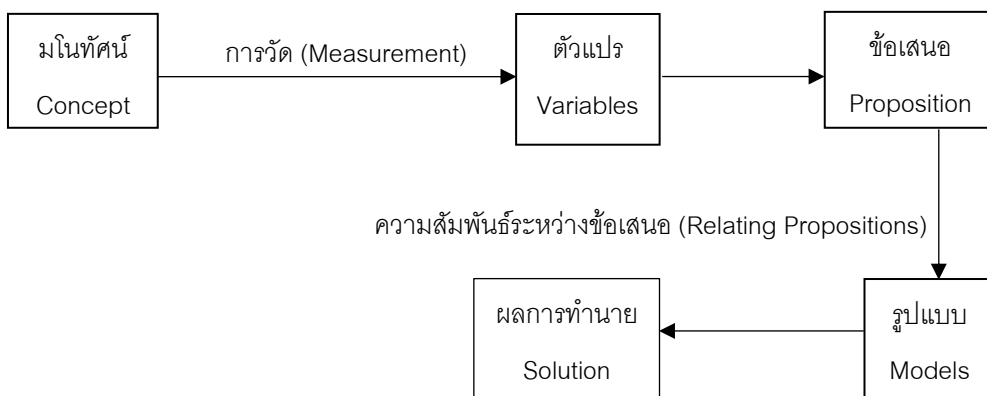 มโนทัศน์
Concept
การวัด (Measurement)
ตัวแปร
Variables
ข้อเสนอ
Proposition
ความสัมพันธ์ระหว่างข้อเสนอ (Relating Propositions)
ผลการทำนาย
Solution
รูปแบบ
Models